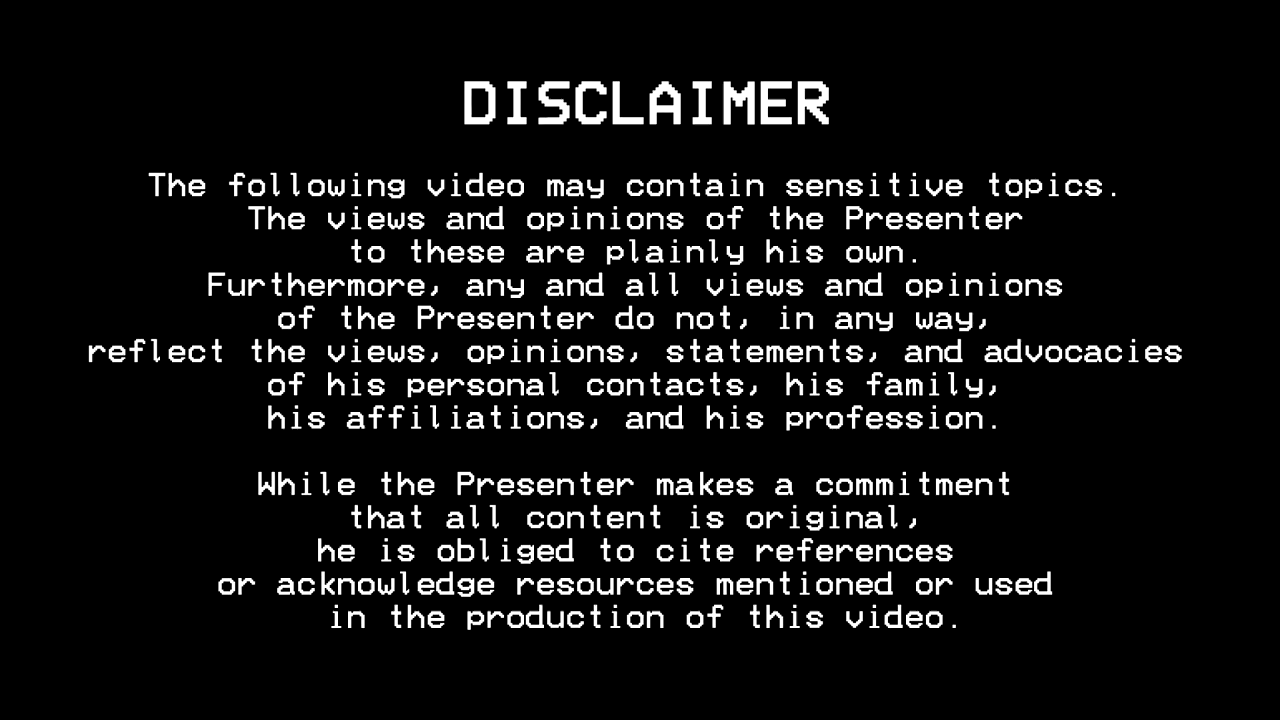 DISCLAIMER
The following video may contain sensitive topics.
The views and opinions of the Presenter
to these are plainly his own.
Furthermore, any and all views and opinions
of the Presenter do not, in any way,
reflect the views, opinions, statements, and advocacies
of his personal contacts, his family,
his affiliations, and his profession.
While the Presenter makes a commitment
that all content is original,
he is obliged to cite references
or acknowledge resources mentioned or used
in the production of this video.